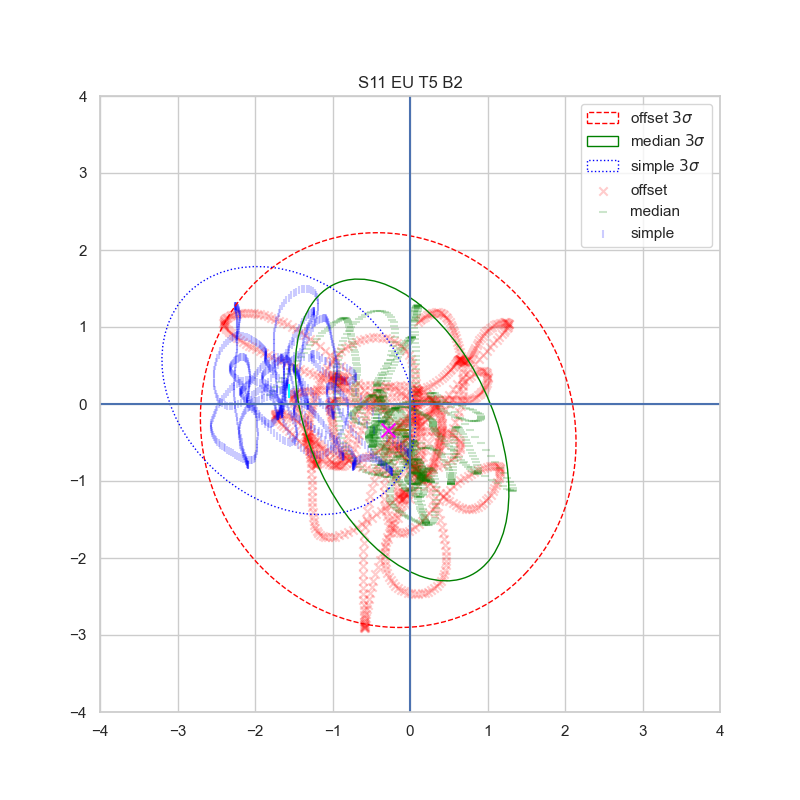 S11 EU T5 B2
offset 3σ
median 3σ
simple 3σ
offset
median
simple
4
3
2
1
0
−1
−2
−3
−4
−4 −3 −2 −1 0 1 2 3 4